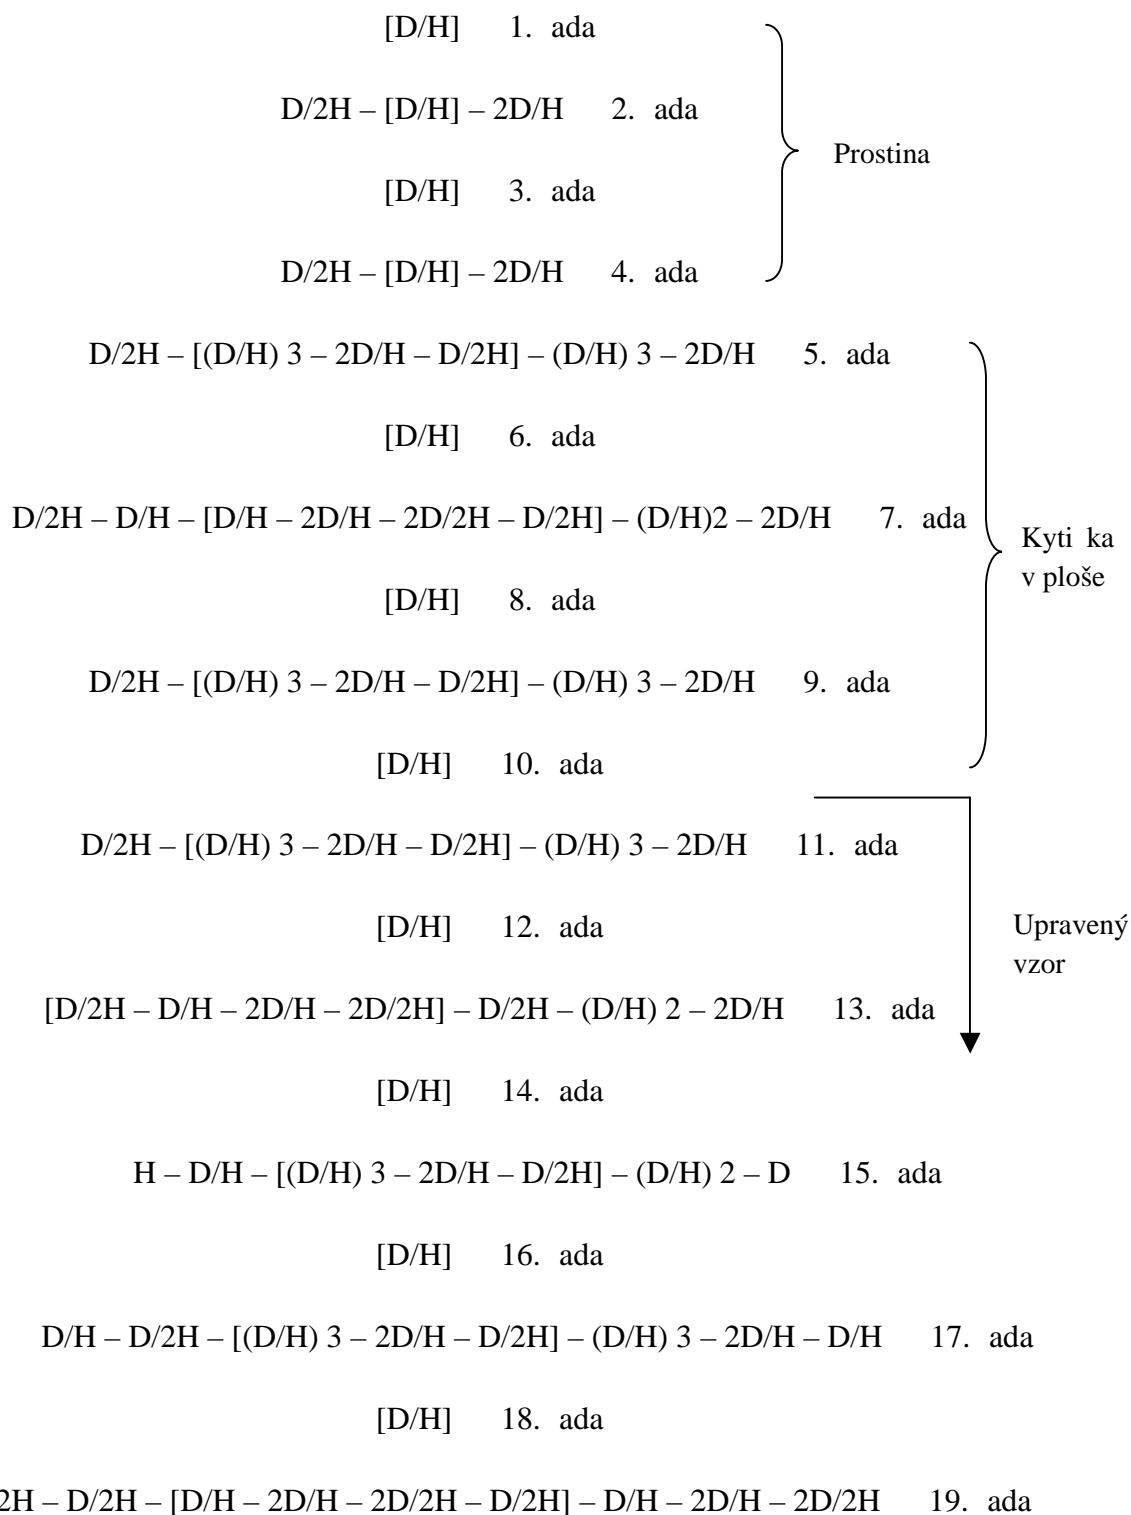 [D/H] 1. ada
D/2H – [D/H] – 2D/H 2. ada
Prostina
[D/H] 3. ada
D/2H – [D/H] – 2D/H 4. ada
D/2H – [(D/H) 3 – 2D/H – D/2H] – (D/H) 3 – 2D/H 5. ada
[D/H] 6. ada
D/2H – D/H – [D/H – 2D/H – 2D/2H – D/2H] – (D/H)2 – 2D/H 7. ada
Kyti ka
v ploše
[D/H] 8. ada
D/2H – [(D/H) 3 – 2D/H – D/2H] – (D/H) 3 – 2D/H 9. ada
[D/H] 10. ada
D/2H – [(D/H) 3 – 2D/H – D/2H] – (D/H) 3 – 2D/H 11. ada
[D/H] 12. ada
Upravený
vzor
[D/2H – D/H – 2D/H – 2D/2H] – D/2H – (D/H) 2 – 2D/H 13. ada
[D/H] 14. ada
H – D/H – [(D/H) 3 – 2D/H – D/2H] – (D/H) 2 – D 15. ada
[D/H] 16. ada
D/H – D/2H – [(D/H) 3 – 2D/H – D/2H] – (D/H) 3 – 2D/H – D/H 17. ada
[D/H] 18. ada
2H – D/2H – [D/H – 2D/H – 2D/2H – D/2H] – D/H – 2D/H – 2D/2H 19. ada